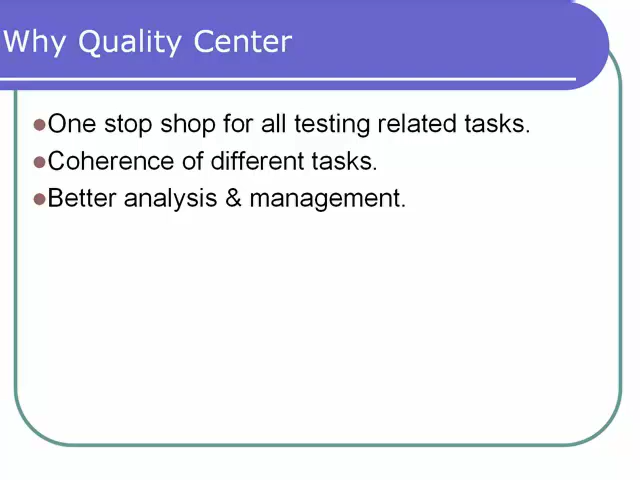 Why Quality Center
One stop shop for all testing related tasks.
Coherence of different tasks.
Better analysis & management.